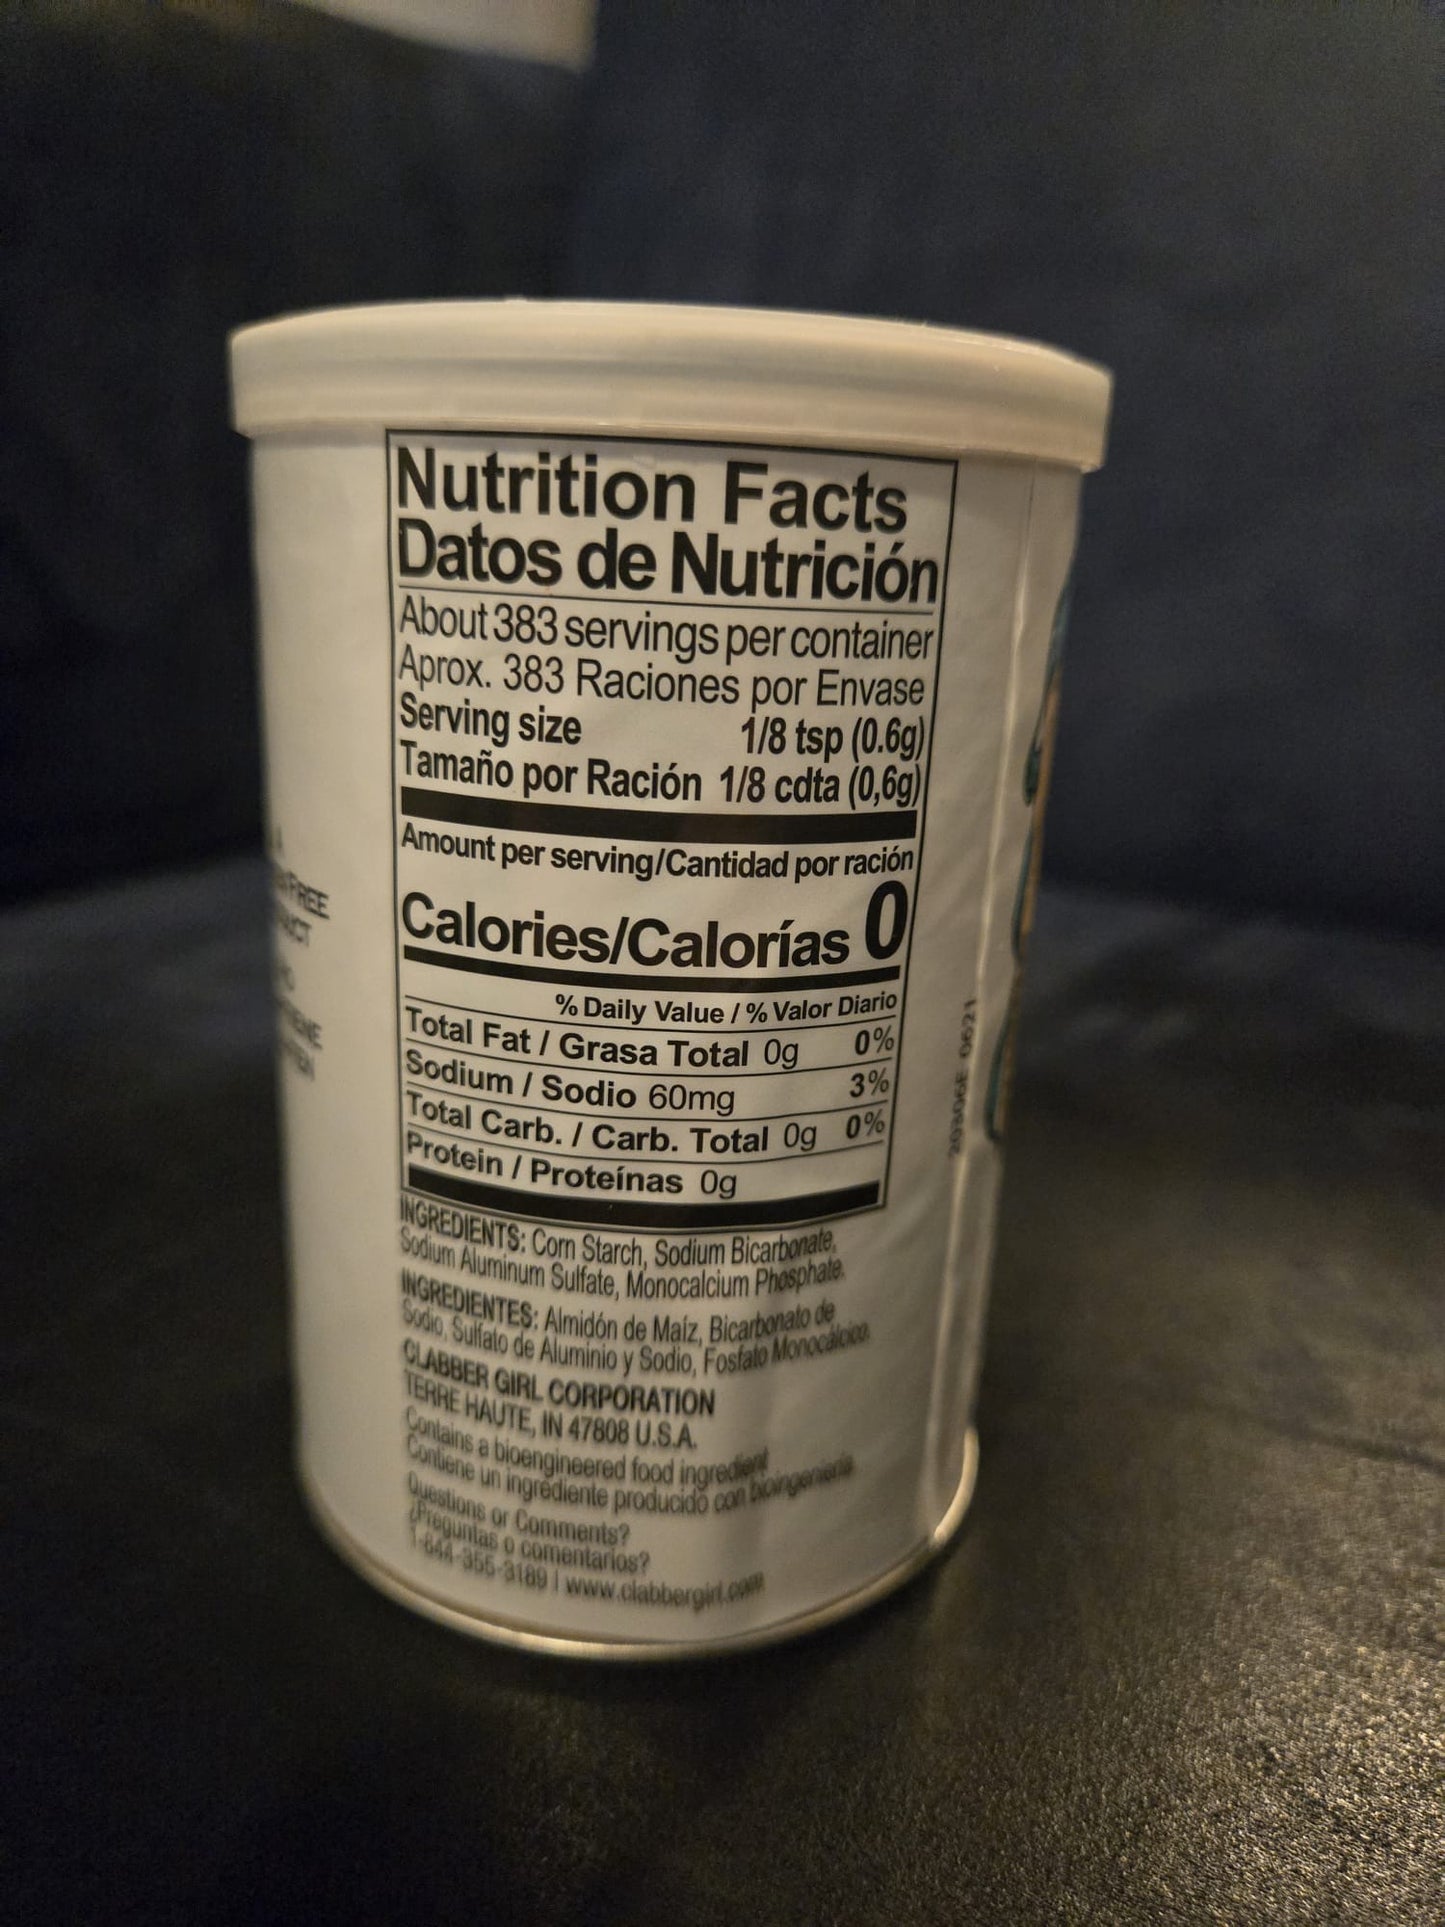 Nutrition Facts
Datos de Nutrición
About 383 servings per container
Aprox. 383 Raciones por Envase
Serving size 1/8 tsp (0.6g)
Tamaño por Ración 1/8 cdta (0,6g)
Amount per serving/Cantidad por ración
Calories/Calorías 0
% Daily Value / % Valor Diario
Total Fat / Grasa Total 0g 0%
Sodium / Sodio 60mg 3%
Total Carb. / Carb. Total 0g 0%
Protein / Proteínas 0g
INGREDIENTS: Corn Starch, Sodium Bicarbonate,
Sodium Aluminum Sulfate, Monocalcium Phosphate.
INGREDIENTES: Almidón de Maíz, Bicarbonato de
Sodio, Sulfato de Aluminio y Sodio, Fosfato Monocálcico.
CLABBER GIRL CORPORATION
TERRE HAUTE, IN 47808 U.S.A.
Contains a bioengineered food ingredient
Contiene un ingrediente producido con bioingeniería
Questions or Comments?
¿Preguntas o comentarios?
1-844-355-3189 | www.clabbergirl.com
FREE
20306E 0621